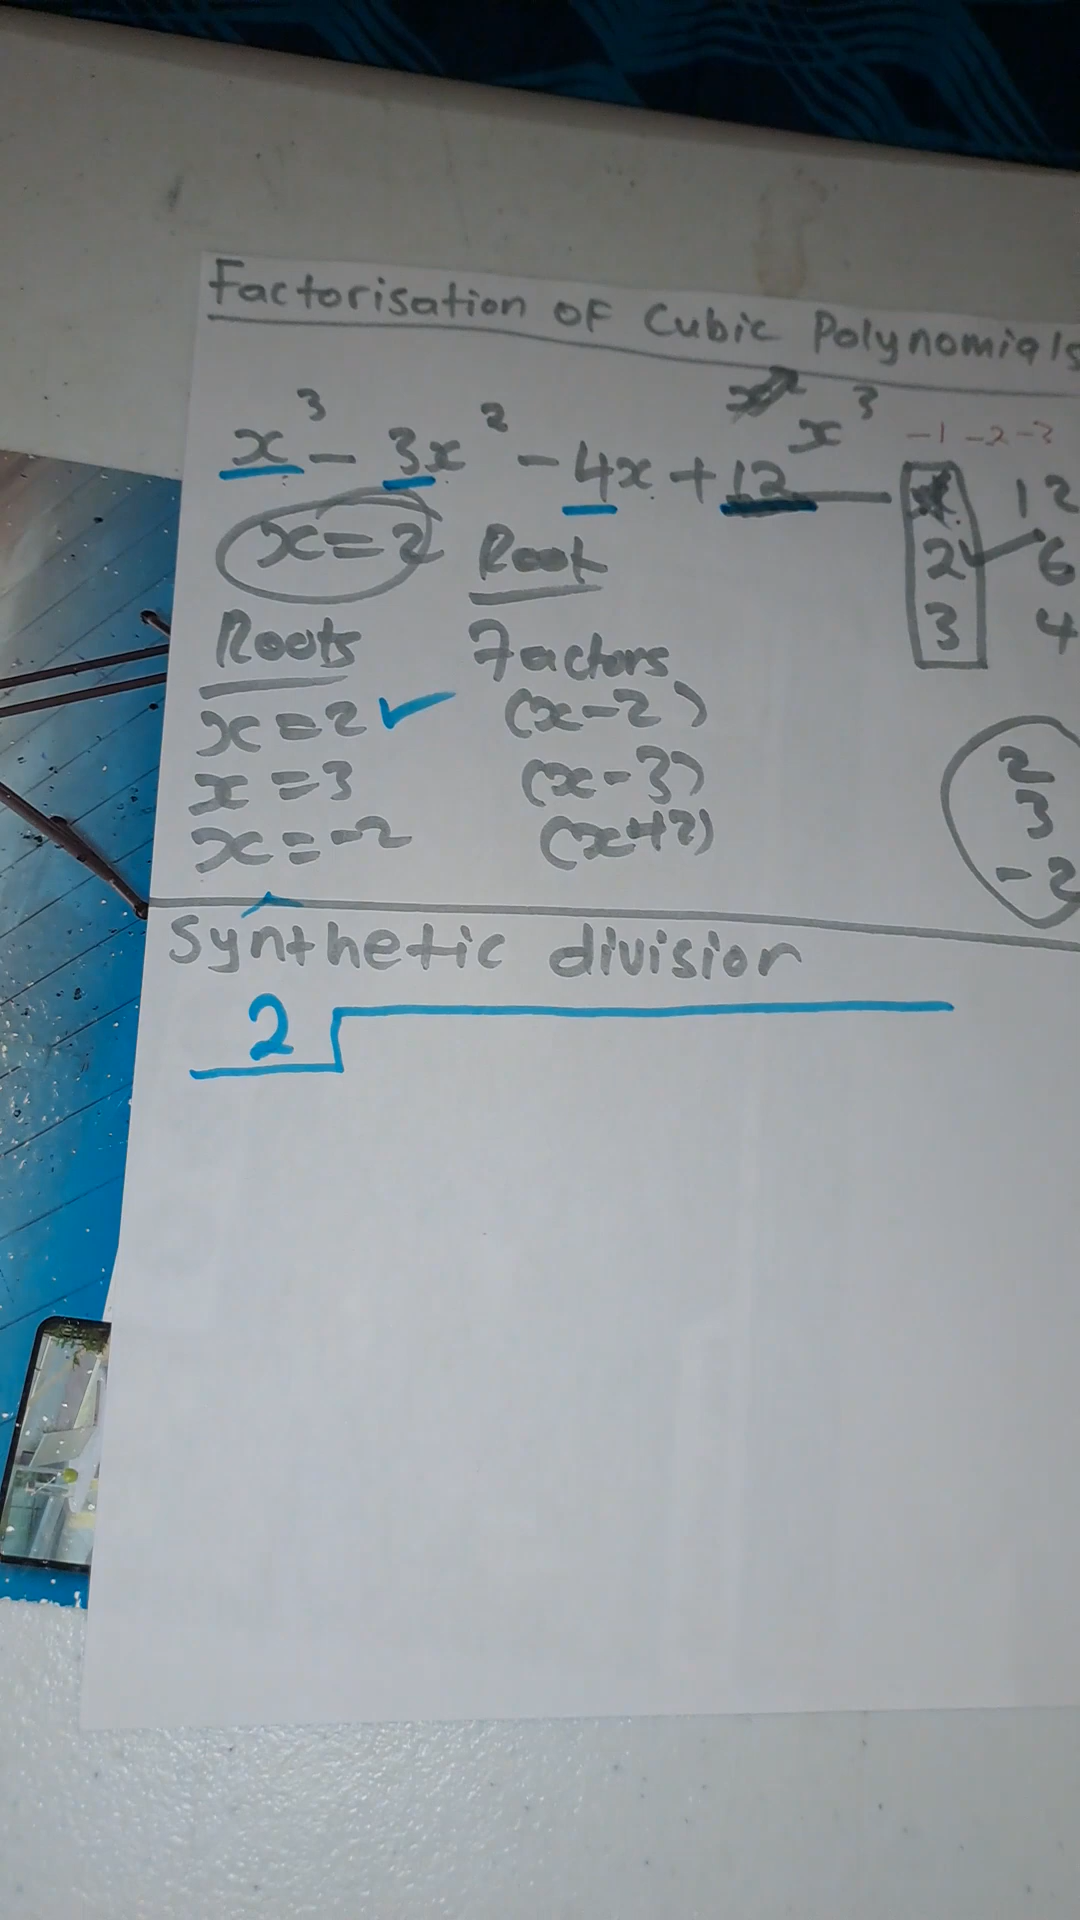 Factorisation of Cubic Polynomials
x³ - 3x² - 4x + 12
x³
-1 -2 -3
12
2 6
3 4
x = 2 Root
Roots Factors
x = 2 ✓ (x-2)
x = 3 (x-3)
x = -2 (x+2)
2
3
-2
Synthetic division
2